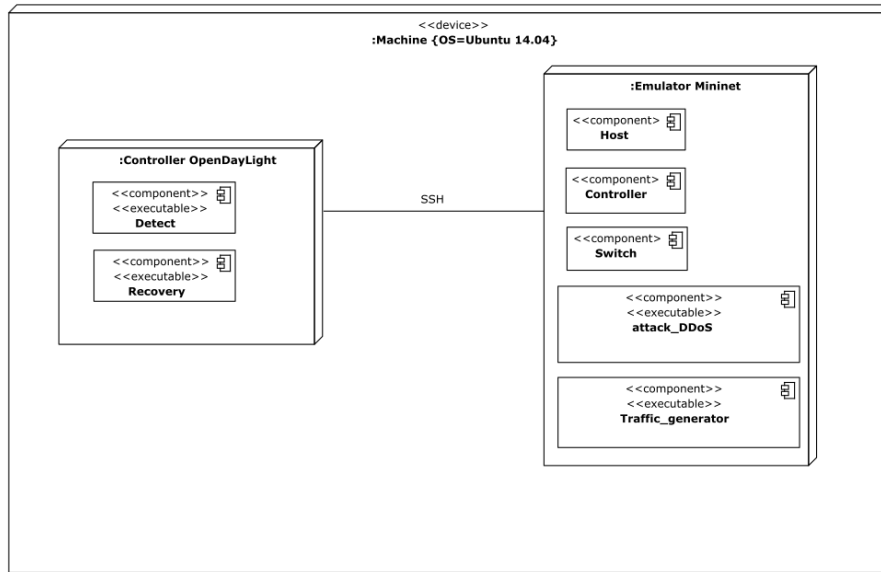 <<device>>
:Machine {OS=Ubuntu 14.04}
:Controller OpenDayLight
<<component>>
<<executable>>
Detect
<<component>>
<<executable>>
Recovery
SSH
:Emulator Mininet
<<component>
Host
<<component>
Controller
<<component>
Switch
<<component>>
<<executable>>
attack_DDoS
<<component>>
<<executable>>
Traffic_generator